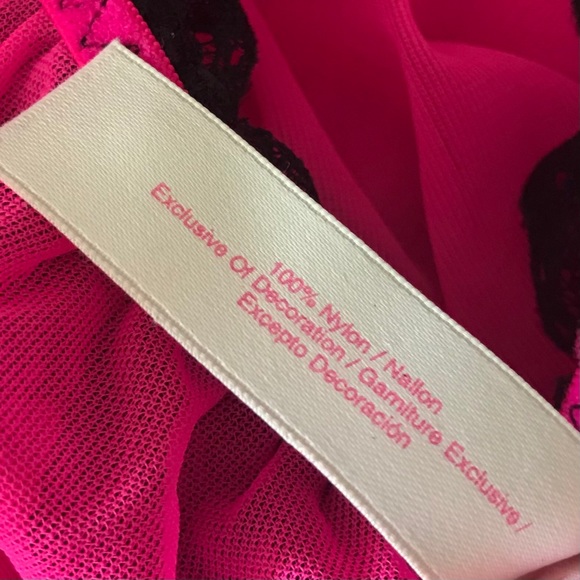 100% Nylon / Nailon
Exclusive Of Decoration / Garniture Exclusive /
Excepto Decoración